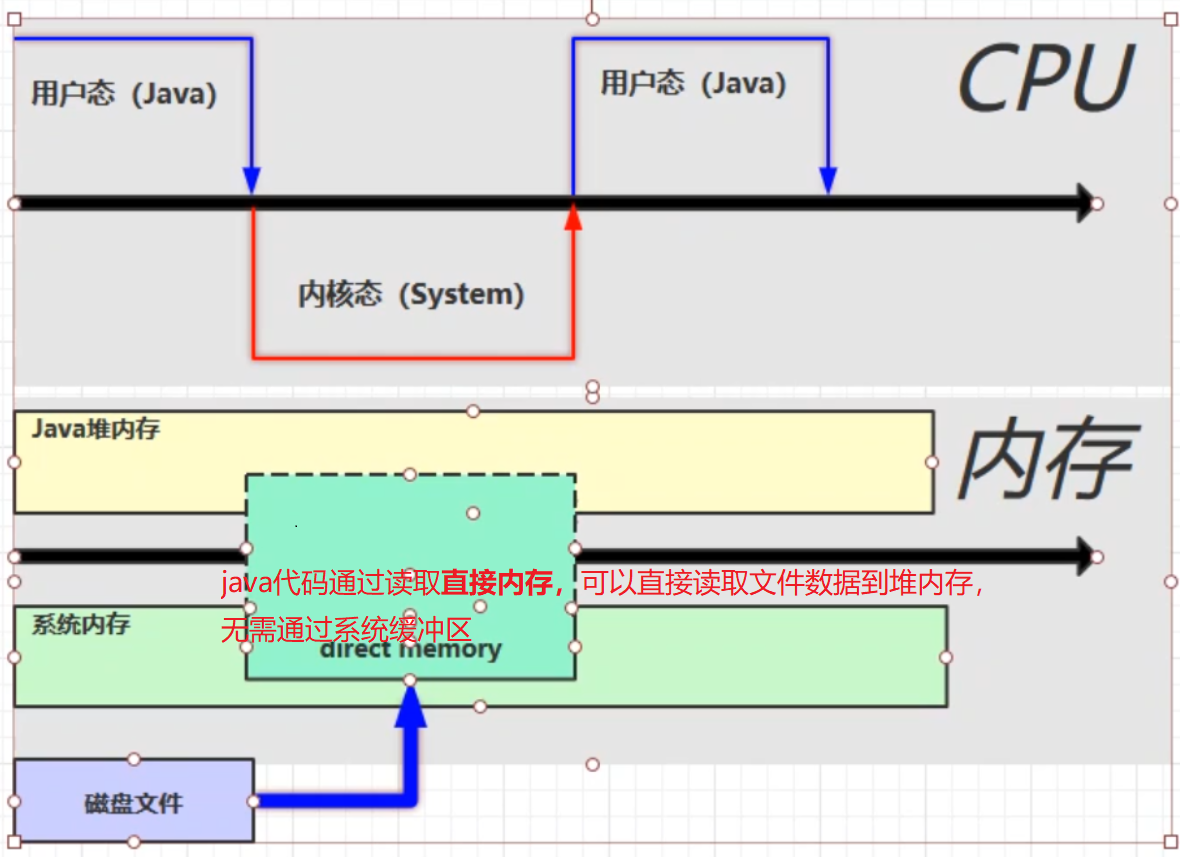 用户态（Java）
用户态（Java）
CPU
内核态（System）
Java堆内存
内存
java代码通过读取直接内存，可以直接读取文件数据到堆内存，
系统内存
无需通过系统缓冲区
direct memory
磁盘文件